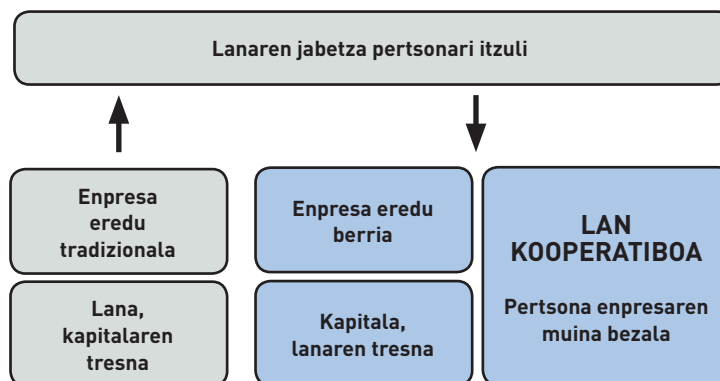 Lanaren jabetza pertsonari itzuli
Enpresa
eredu
tradizionala
Lana,
kapitalaren
tresna
Enpresa eredu
berria
Kapitala,
lanaren tresna
LAN
KOOPERATIBOA
Pertsona enpresaren
muina bezala